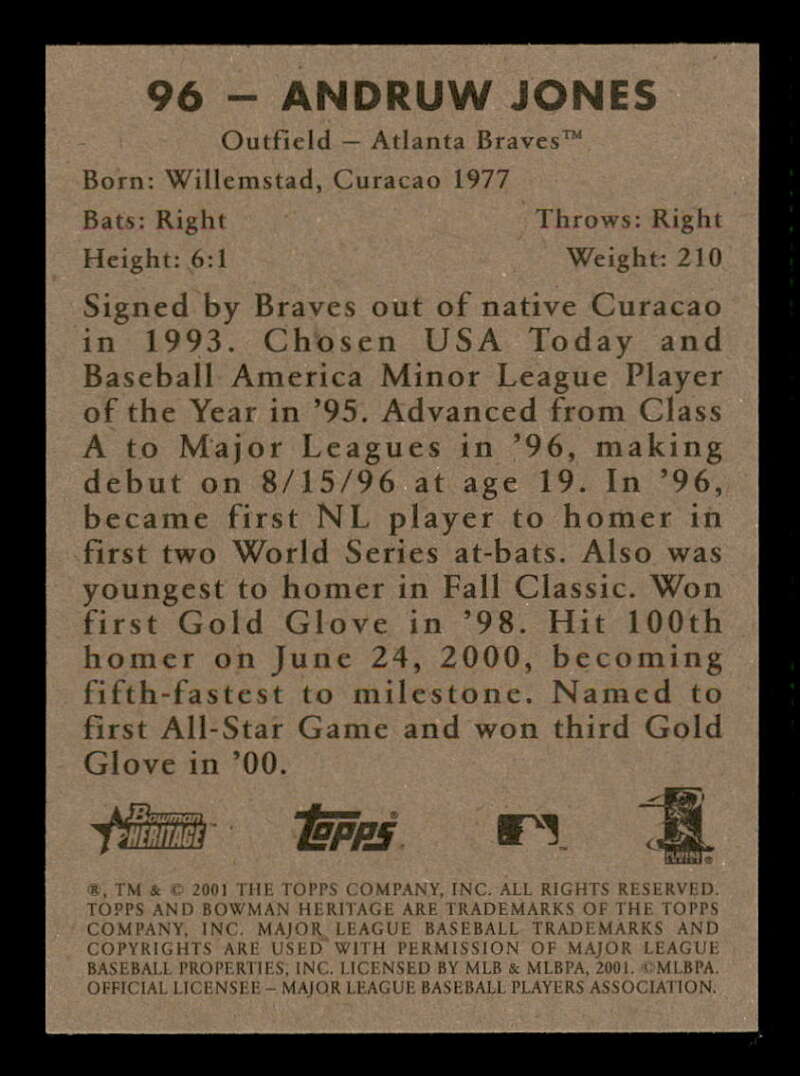 96 – ANDRUW JONES
Outfield – Atlanta Braves™
Born: Willemstad, Curacao 1977
Bats: Right Throws: Right
Height: 6:1 Weight: 210
Signed by Braves out of native Curacao
in 1993. Chosen USA Today and
Baseball America Minor League Player
of the Year in ’95. Advanced from Class
A to Major Leagues in ’96, making
debut on 8/15/96 at age 19. In ’96,
became first NL player to homer in
first two World Series at-bats. Also was
youngest to homer in Fall Classic. Won
first Gold Glove in ’98. Hit 100th
homer on June 24, 2000, becoming
fifth-fastest to milestone. Named to
first All-Star Game and won third Gold
Glove in ’00.
Bowman
HERITAGE
Topps
®, TM & © 2001 THE TOPPS COMPANY, INC. ALL RIGHTS RESERVED.
TOPPS AND BOWMAN HERITAGE ARE TRADEMARKS OF THE TOPPS
COMPANY, INC. MAJOR LEAGUE BASEBALL TRADEMARKS AND
COPYRIGHTS ARE USED WITH PERMISSION OF MAJOR LEAGUE
BASEBALL PROPERTIES, INC. LICENSED BY MLB & MLBPA, 2001. ©MLBPA.
OFFICIAL LICENSEE – MAJOR LEAGUE BASEBALL PLAYERS ASSOCIATION.